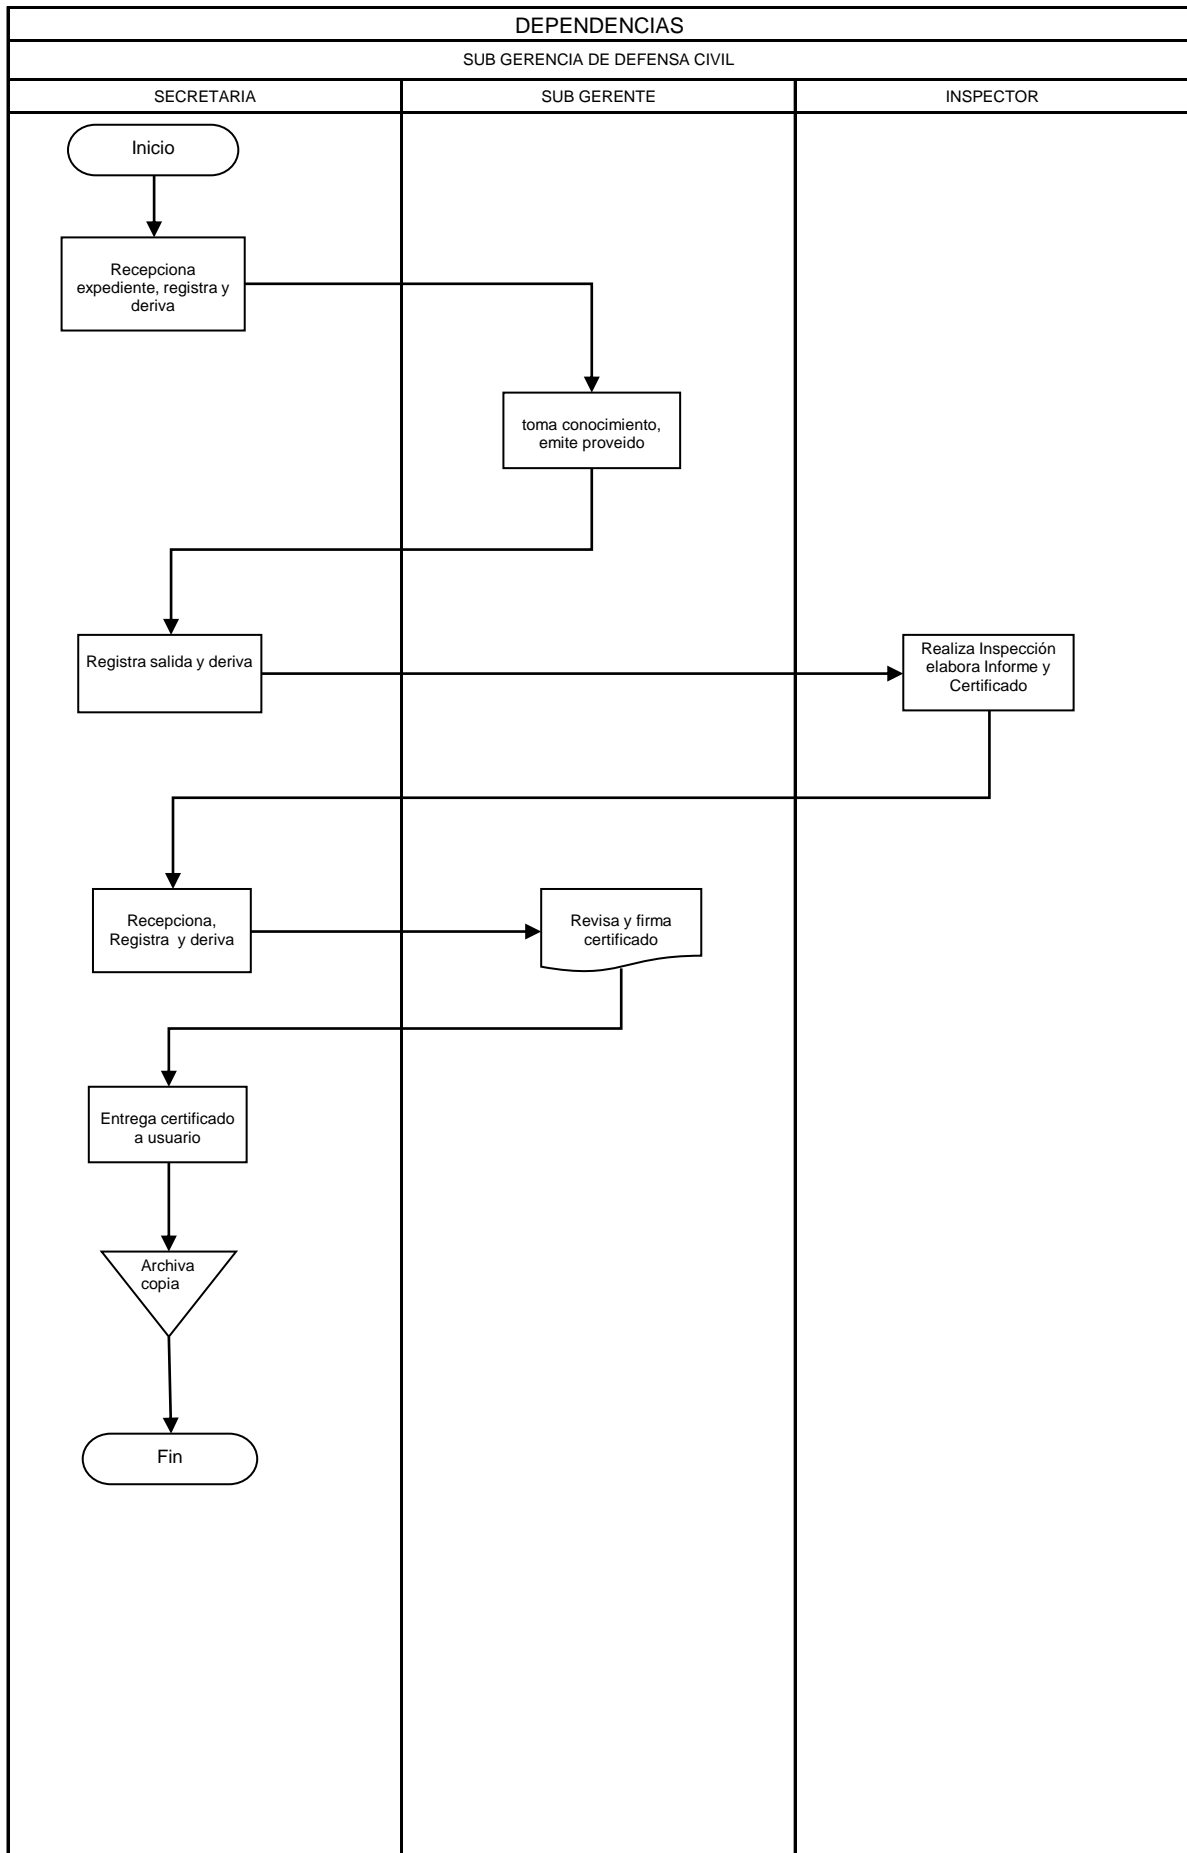 DEPENDENCIAS
SUB GERENCIA DE DEFENSA CIVIL
SECRETARIA
SUB GERENTE
INSPECTOR
Inicio
Recepciona
expediente, registra y
deriva
toma conocimiento,
emite proveido
Registra salida y deriva
Realiza Inspección
elabora Informe y
Certificado
Recepciona,
Registra y deriva
Revisa y firma
certificado
Entrega certificado
a usuario
Archiva
copia
Fin